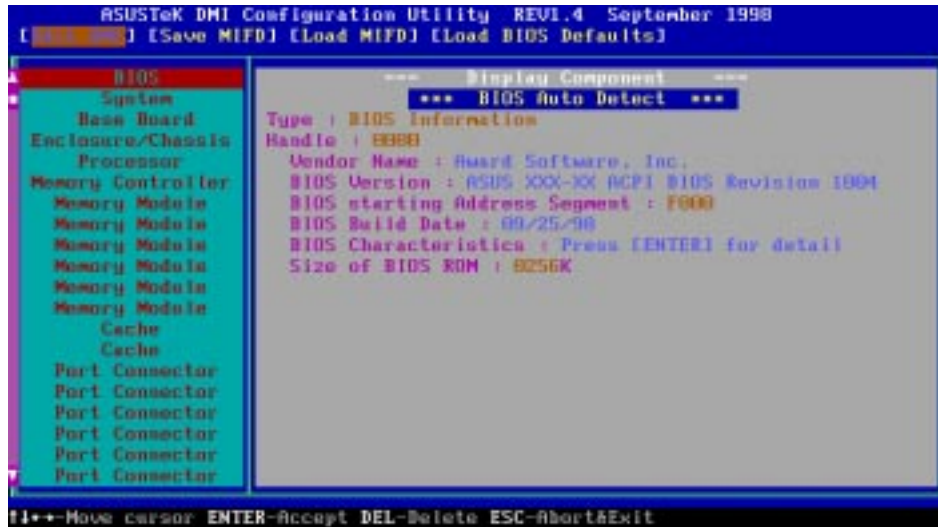 ASUSTeK DMI Configuration Utility REV1.4 September 1998
[Edit DMI] [Save MIFD] [Load MIFD] [Load BIOS Defaults]
BIOS
System
Base Board
Enclosure/Chassis
Processor
Memory Controller
Memory Module
Memory Module
Memory Module
Memory Module
Memory Module
Memory Module
Cache
Cache
Port Connector
Port Connector
Port Connector
Port Connector
Port Connector
Port Connector
--- Display Component ---
*** BIOS Auto Detect ***
Type : BIOS Information
Handle : 0000
Vendor Name : Award Software, Inc.
BIOS Version : ASUS XXX-XX ACPI BIOS Revision 1004
BIOS starting Address Segment : F000
BIOS Build Date : 09/25/98
BIOS Characteristics : Press [ENTER] for detail
Size of BIOS ROM : 0256K
↑↓←→-Move cursor ENTER-Accept DEL-Delete ESC-Abort&Exit